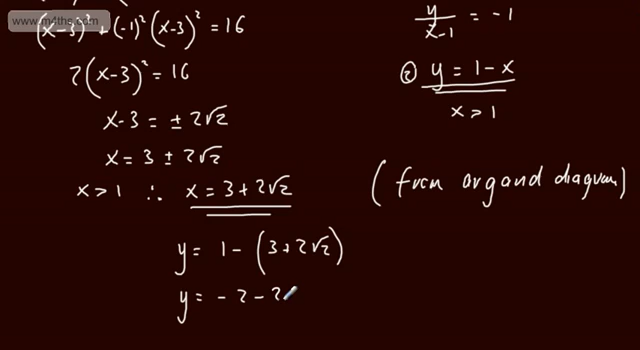 www.m4ths.com
(x-3)² + (-1)² (x-3)² = 16
2(x-3)² = 16
x-3 = ± 2√2
x = 3 ± 2√2
x > 1 ∴ x = 3 + 2√2
y = 1 - (3 + 2√2)
y = - 2 - 2
y/x-1 = -1
② y = 1 - x
x > 1
(from argand diagram)